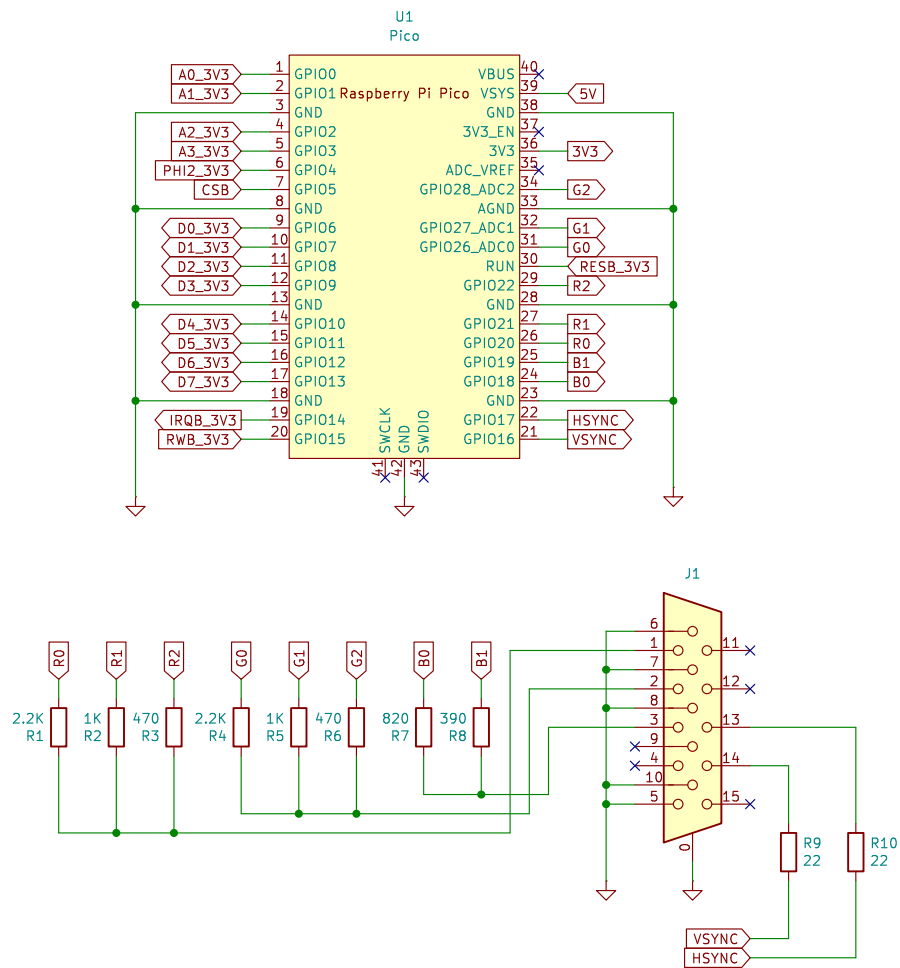 U1
Pico
A0_3V3 1 GPIO0 VBUS 40
A1_3V3 2 GPIO1 Raspberry Pi Pico VSYS 39 5V
3 GND GND 38
A2_3V3 4 GPIO2 3V3_EN 37
A3_3V3 5 GPIO3 3V3 36 3V3
PHI2_3V3 6 GPIO4 ADC_VREF 35
CSB 7 GPIO5 GPIO28_ADC2 34 G2
8 GND AGND 33
D0_3V3 9 GPIO6 GPIO27_ADC1 32 G1
D1_3V3 10 GPIO7 GPIO26_ADC0 31 G0
D2_3V3 11 GPIO8 RUN 30 RESB_3V3
D3_3V3 12 GPIO9 GPIO22 29 R2
13 GND GND 28
D4_3V3 14 GPIO10 GPIO21 27 R1
D5_3V3 15 GPIO11 GPIO20 26 R0
D6_3V3 16 GPIO12 GPIO19 25 B1
D7_3V3 17 GPIO13 GPIO18 24 B0
18 GND GND 23
IRQB_3V3 19 GPIO14 GPIO17 22 HSYNC
RWB_3V3 20 GPIO15 GPIO16 21 VSYNC
SWCLK GND SWDIO
41 42 43
J1
R0 R1 R2 G0 G1 G2 B0 B1
2.2K 1K 470 2.2K 1K 470 820 390
R1 R2 R3 R4 R5 R6 R7 R8
6
1 11
7
2 12
8
3 13
9
4 14
10
5 15
0
R9 R10
22 22
VSYNC
HSYNC